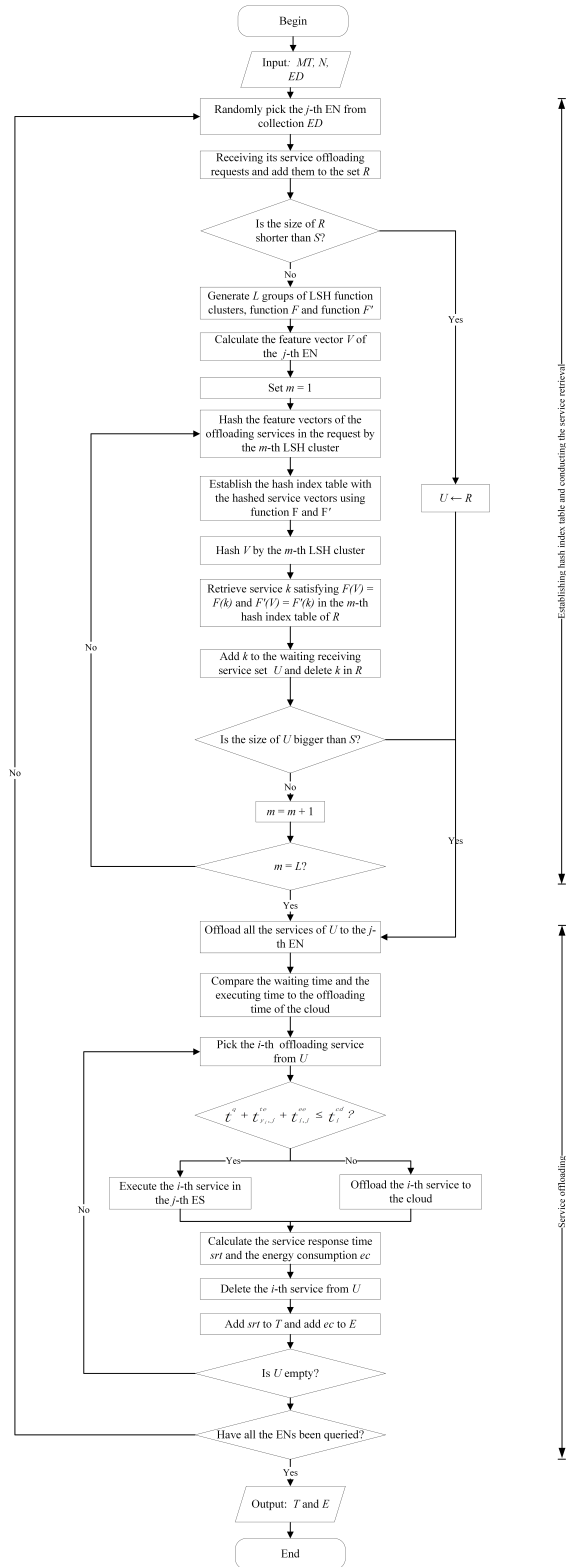 Begin
Input: MT, N,
ED
Randomly pick the j-th EN from
collection ED
Receiving its service offloading
requests and add them to the set R
Is the size of R
shorter than S?
No
Yes
Generate L groups of LSH function
clusters, function F and function F'
Calculate the feature vector V of
the j-th EN
Set m = 1
Hash the feature vectors of the
offloading services in the request by
the m-th LSH cluster
Establish the hash index table with
the hashed service vectors using
function F and F'
U ← R
Hash V by the m-th LSH cluster
Retrieve service k satisfying F(V) =
F(k) and F'(V) = F'(k) in the m-th
hash index table of R
No
Add k to the waiting receiving
service set U and delete k in R
Is the size of U bigger than S?
No
No
m = m + 1
Yes
m = L?
Yes
Establishing hash index table and conducting the service retrieval
Offload all the services of U to the j-
th EN
Compare the waiting time and the
executing time to the offloading
time of the cloud
Pick the i-th offloading service
from U
t^q + t^{te}_{y_i,j} + t^{ee}_{i,j} ≤ t^{cd}_i ?
Yes
No
Execute the i-th service in
the j-th ES
Offload the i-th service to
the cloud
No
Calculate the service response time
srt and the energy consumption ec
Delete the i-th service from U
Add srt to T and add ec to E
Is U empty?
Have all the ENs been queried?
Service offloading
Yes
Output: T and E
End